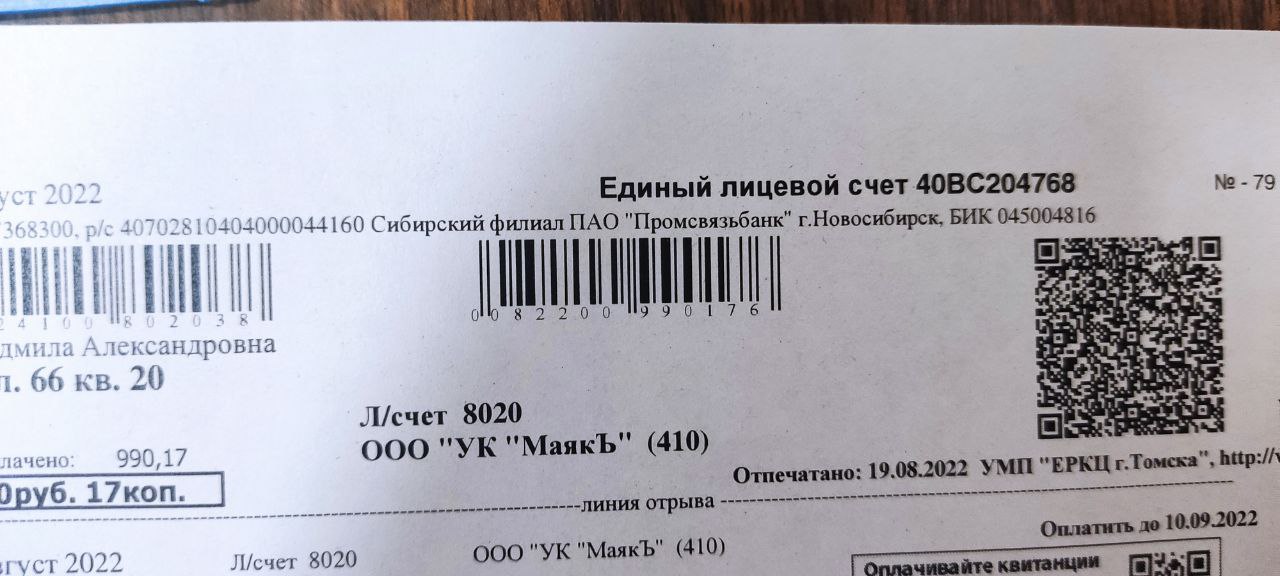 уст 2022
Единый лицевой счет 40ВС204768
№ - 79
368300, р/с 40702810404000044160 Сибирский филиал ПАО "Промсвязьбанк" г.Новосибирск, БИК 045004816
24100 802038
0 082200 990176
дмила Александровна
л. 66 кв. 20
Л/счет 8020
ООО "УК "МаякЪ" (410)
лачено: 990,17
0руб. 17коп.
Отпечатано: 19.08.2022 УМП "ЕРКЦ г.Томска", http://
линия отрыва
Оплатить до 10.09.2022
вгуст 2022
Л/счет 8020
ООО "УК "МаякЪ" (410)
Оплачивайте квитанции